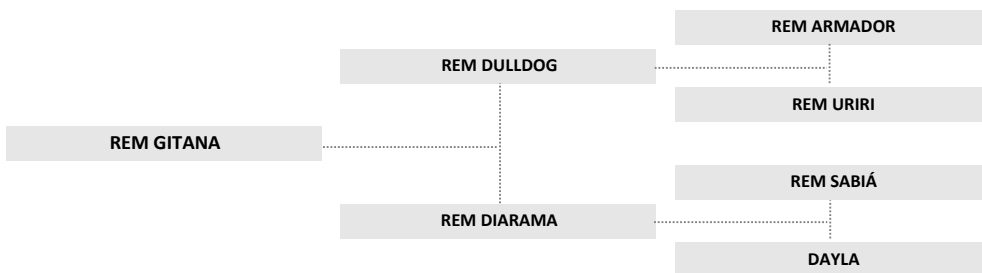 REM ARMADOR
REM DULLDOG
REM URIRI
REM GITANA
REM SABIÁ
REM DIARAMA
DAYLA